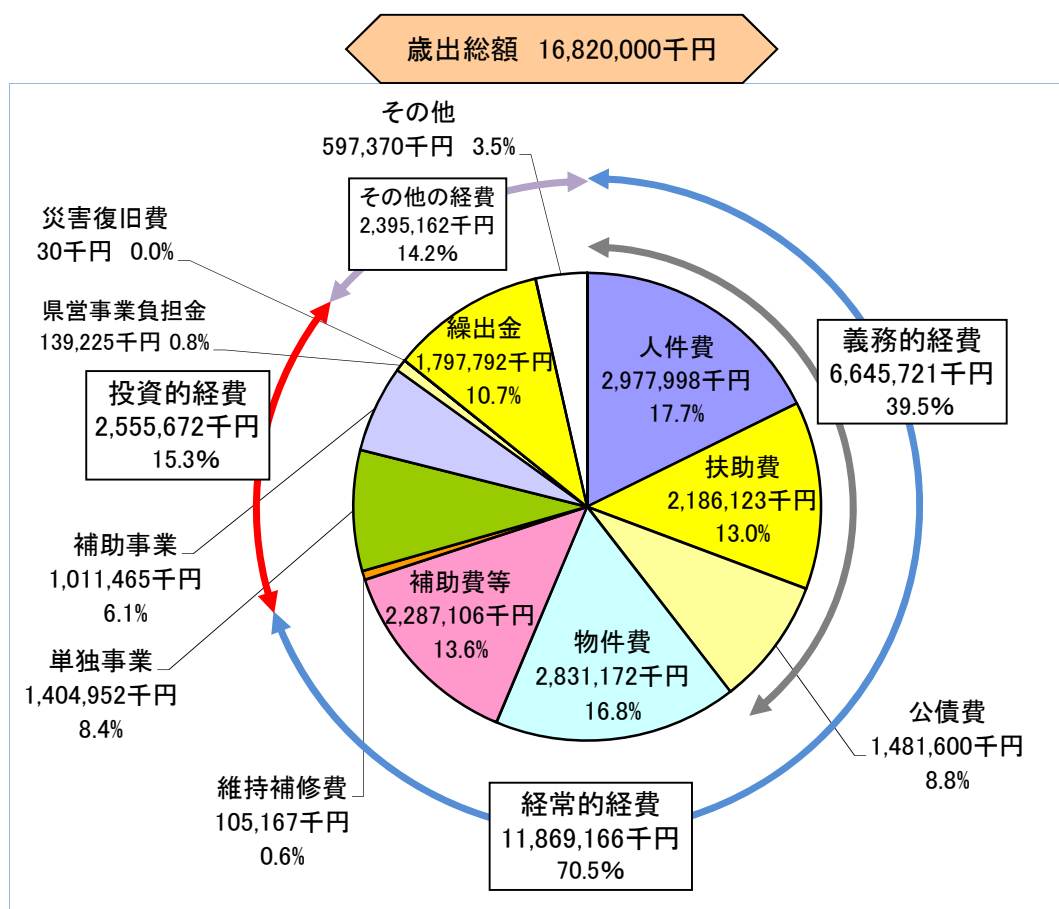 歳出総額 16,820,000千円
その他
597,370千円 3.5%
その他の経費
2,395,162千円
14.2%
災害復旧費
30千円 0.0%
県営事業負担金
139,225千円 0.8%
投資的経費
2,555,672千円
15.3%
繰出金
1,797,792千円
10.7%
人件費
2,977,998千円
17.7%
義務的経費
6,645,721千円
39.5%
扶助費
2,186,123千円
13.0%
補助事業
1,011,465千円
6.1%
補助費等
2,287,106千円
13.6%
物件費
2,831,172千円
16.8%
単独事業
1,404,952千円
8.4%
公債費
1,481,600千円
8.8%
維持補修費
105,167千円
0.6%
経常的経費
11,869,166千円
70.5%